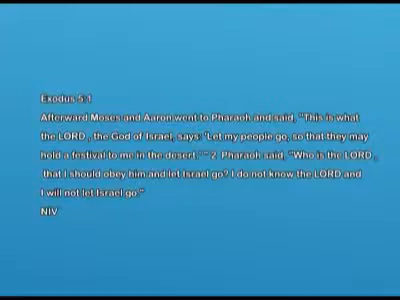 Exodus 5:1
Afterward Moses and Aaron went to Pharaoh and said, "This is what
the LORD , the God of Israel, says: 'Let my people go, so that they may
hold a festival to me in the desert.' " 2 Pharaoh said, "Who is the LORD ,
that I should obey him and let Israel go? I do not know the LORD and
I will not let Israel go."
NIV